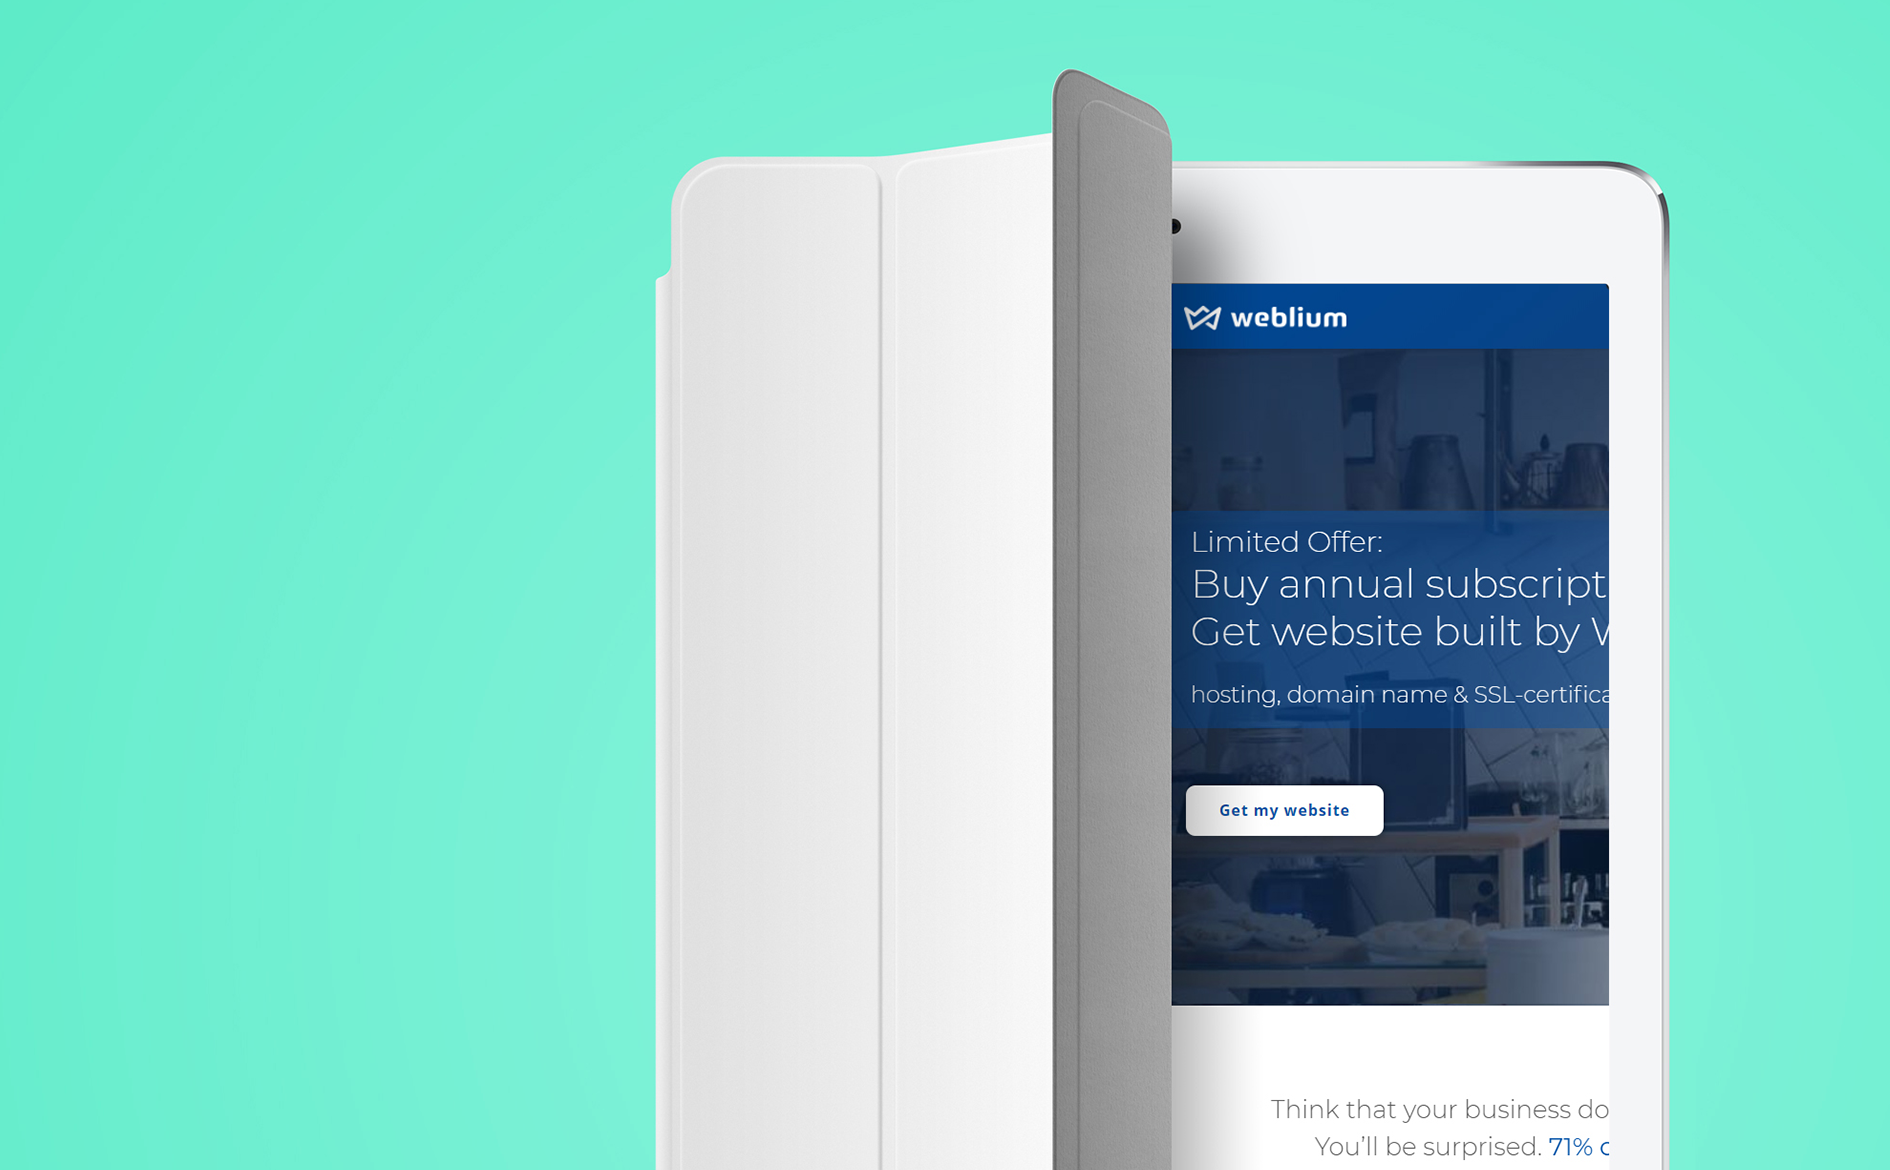 weblium
Limited Offer:
Buy annual subscript
Get website built by
hosting, domain name & SSL-certifica
Get my website
Think that your business do
You'll be surprised. 71%